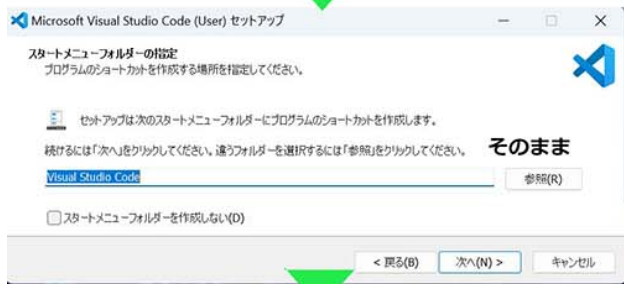 Microsoft Visual Studio Code (User) セットアップ
スタートメニューフォルダーの指定
プログラムのショートカットを作成する場所を指定してください。
セットアップは次のスタートメニューフォルダーにプログラムのショートカットを作成します。
続けるには「次へ」をクリックしてください。違うフォルダーを選択するには「参照」をクリックしてください。
そのまま
Visual Studio Code
参照(R)
スタートメニューフォルダーを作成しない(D)
< 戻る(B)
次へ(N) >
キャンセル